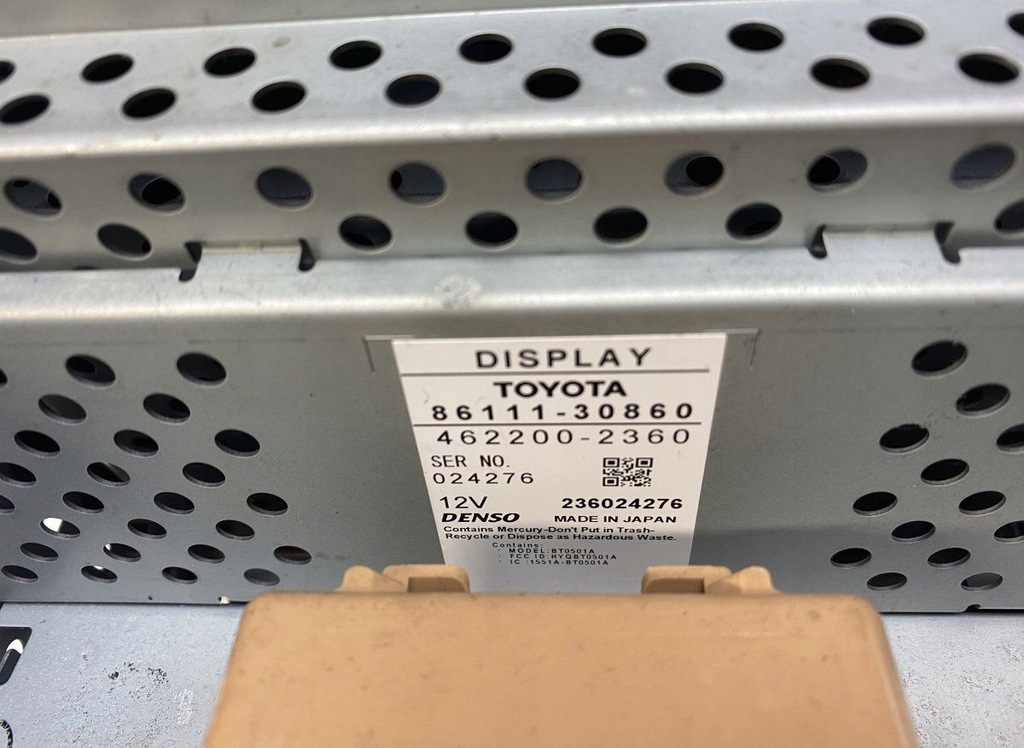 DISPLAY
TOYOTA
86111-30860
462200-2360
SER NO.
024276
12V 236024276
DENSO MADE IN JAPAN
Contains Mercury-Don't Put in Trash-
Recycle or Dispose as Hazardous Waste.
Contains:
· MODEL:BT0501A
· FCC ID:HYQBT0501A
· IC :1551A-BT0501A